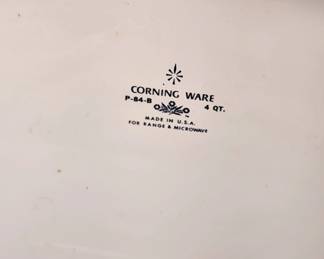 CORNING WARE
P-84-B 4 QT.
MADE IN U.S.A.
FOR RANGE & MICROWAVE